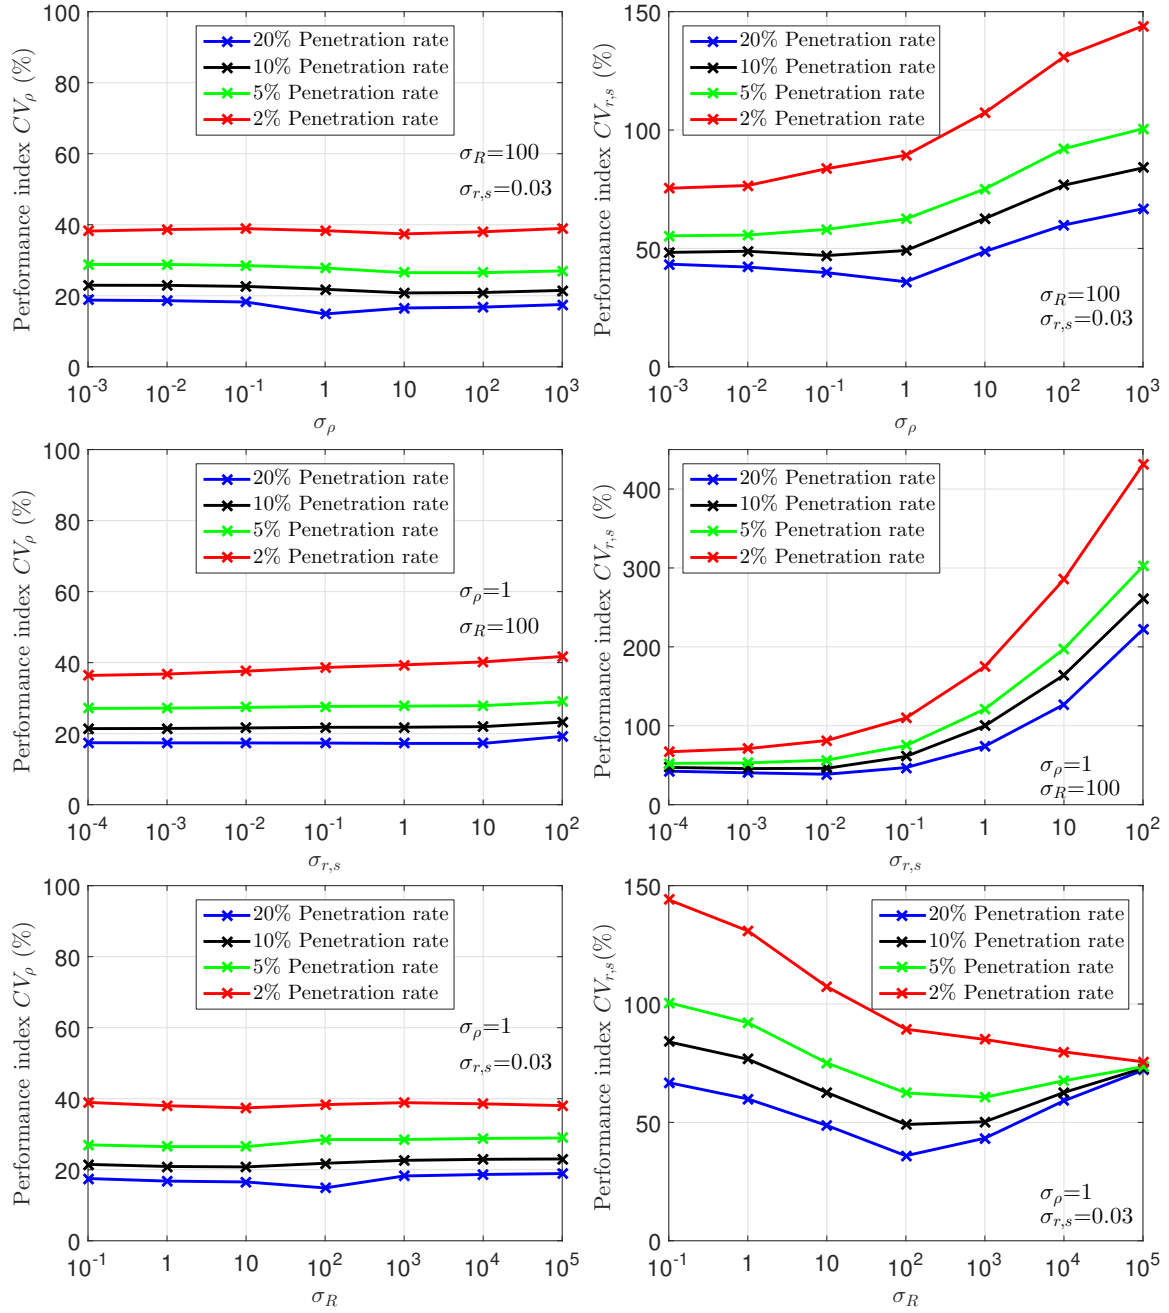 Performance index CV_ρ (%)
100
80
60
40
20
0
20% Penetration rate
10% Penetration rate
5% Penetration rate
2% Penetration rate
σ_R=100
σ_{r,s}=0.03
10^{-3} 10^{-2} 10^{-1} 1 10 10^2 10^3
σ_ρ
Performance index CV_{r,s} (%)
150
100
50
0
20% Penetration rate
10% Penetration rate
5% Penetration rate
2% Penetration rate
σ_R=100
σ_{r,s}=0.03
10^{-3} 10^{-2} 10^{-1} 1 10 10^2 10^3
σ_ρ
Performance index CV_ρ (%)
100
80
60
40
20
0
20% Penetration rate
10% Penetration rate
5% Penetration rate
2% Penetration rate
σ_ρ=1
σ_R=100
10^{-4} 10^{-3} 10^{-2} 10^{-1} 1 10 10^2
σ_{r,s}
Performance index CV_{r,s} (%)
400
300
200
100
0
20% Penetration rate
10% Penetration rate
5% Penetration rate
2% Penetration rate
σ_ρ=1
σ_R=100
10^{-4} 10^{-3} 10^{-2} 10^{-1} 1 10 10^2
σ_{r,s}
Performance index CV_ρ (%)
100
80
60
40
20
0
20% Penetration rate
10% Penetration rate
5% Penetration rate
2% Penetration rate
σ_ρ=1
σ_{r,s}=0.03
10^{-1} 1 10 10^2 10^3 10^4 10^5
σ_R
Performance index CV_{r,s}(%)
150
100
50
0
20% Penetration rate
10% Penetration rate
5% Penetration rate
2% Penetration rate
σ_ρ=1
σ_{r,s}=0.03
10^{-1} 1 10 10^2 10^3 10^4 10^5
σ_R